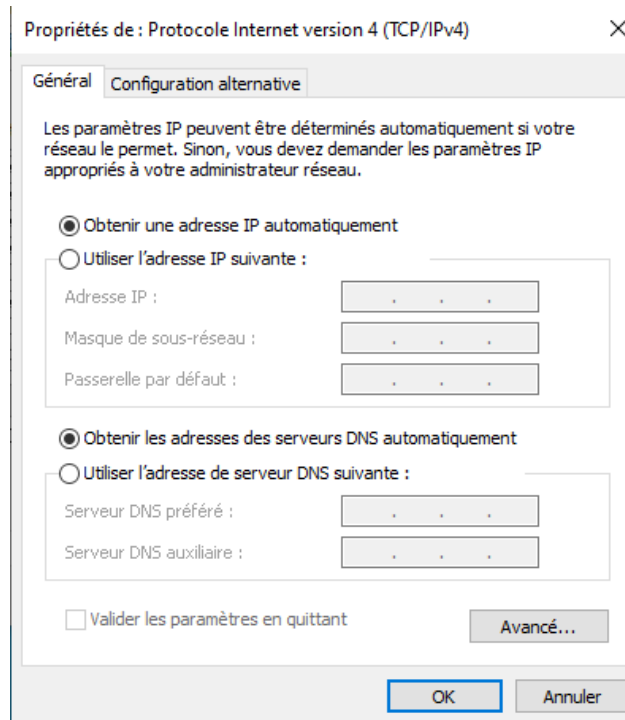 Propriétés de : Protocole Internet version 4 (TCP/IPv4)
Général
Configuration alternative
Les paramètres IP peuvent être déterminés automatiquement si votre
réseau le permet. Sinon, vous devez demander les paramètres IP
appropriés à votre administrateur réseau.
Obtenir une adresse IP automatiquement
Utiliser l'adresse IP suivante :
Adresse IP :
Masque de sous-réseau :
Passerelle par défaut :
Obtenir les adresses des serveurs DNS automatiquement
Utiliser l'adresse de serveur DNS suivante :
Serveur DNS préféré :
Serveur DNS auxiliaire :
Valider les paramètres en quittant
Avancé...
OK
Annuler